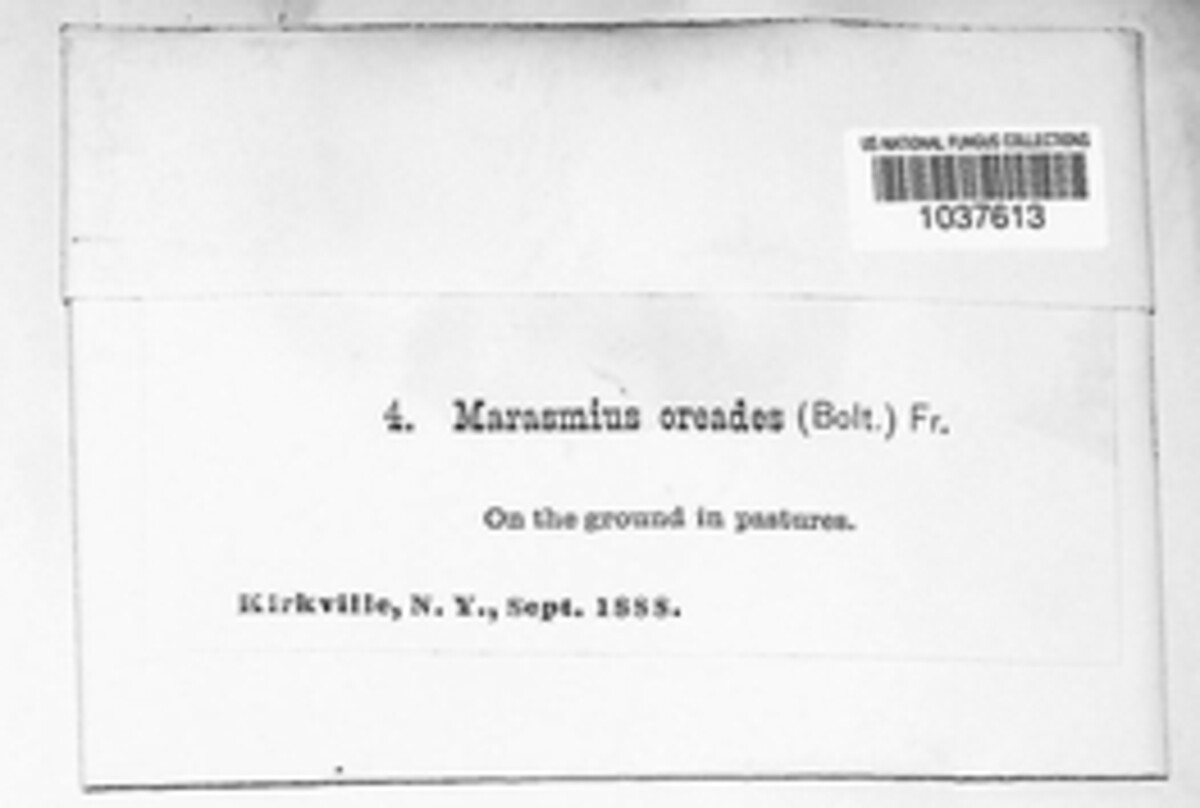 US NATIONAL FUNGUS COLLECTIONS
1037613
4. Marasmius oreades (Bolt.) Fr.
On the ground in pastures.
Kirkville, N. Y., Sept. 1888.